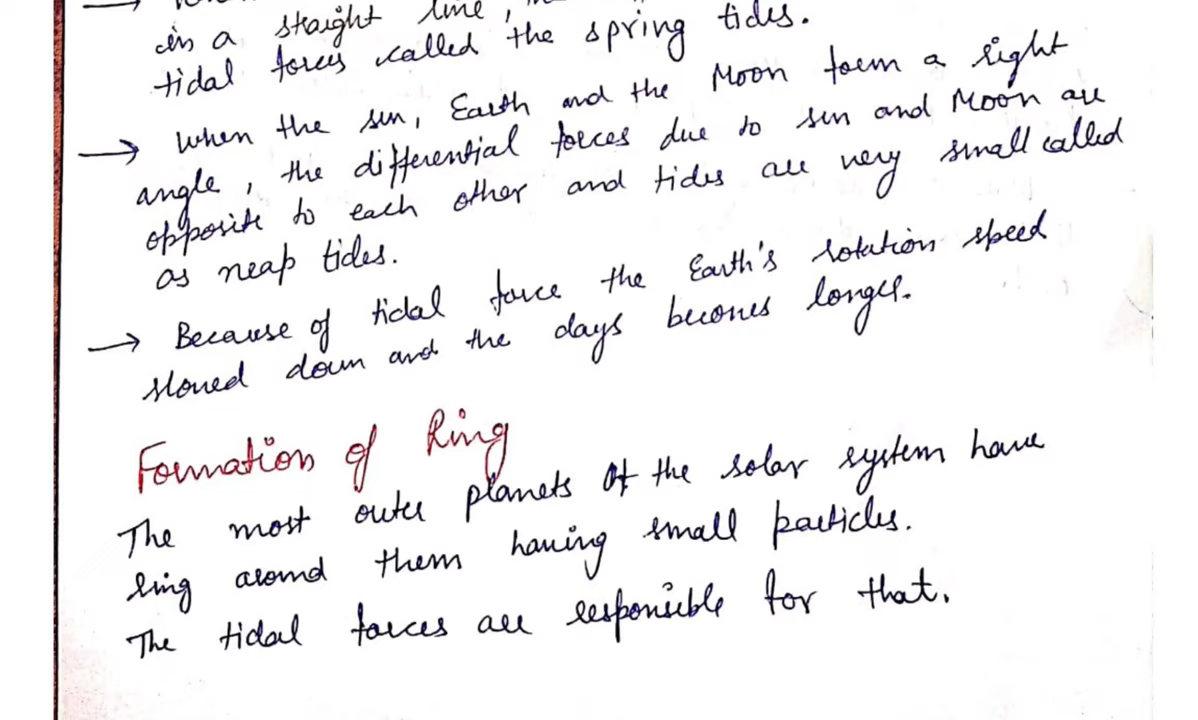 in a straight line,
tidal forces called the spring tides.
→ When the sun, Earth and the Moon form a right
angle, the differential forces due to sun and Moon are
opposite to each other and tides are very small called
as neap tides.
→ Because of tidal force the Earth's rotation speed
slowed down and the days becomes longer.
Formation of Ring
The most outer planets of the solar system have
ring around them having small particles.
The tidal forces are responsible for that.